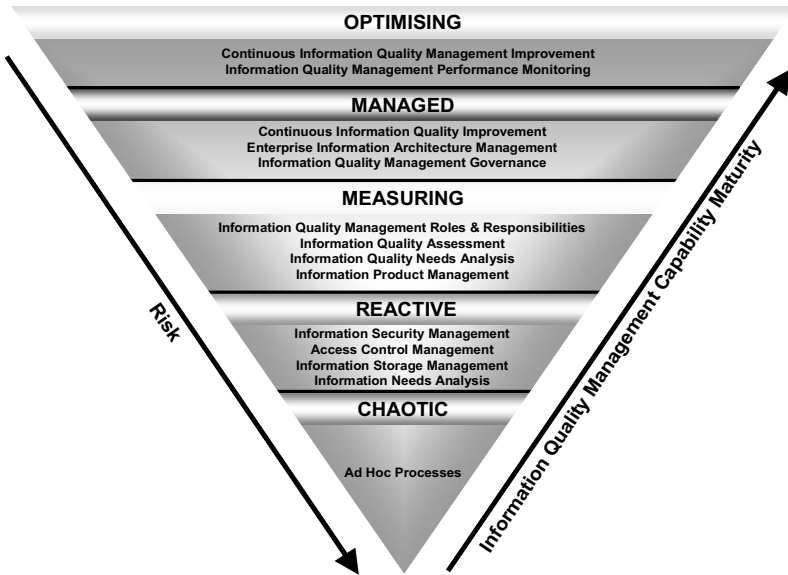 OPTIMISING
Continuous Information Quality Management Improvement
Information Quality Management Performance Monitoring
MANAGED
Continuous Information Quality Improvement
Enterprise Information Architecture Management
Information Quality Management Governance
MEASURING
Information Quality Management Roles & Responsibilities
Information Quality Assessment
Information Quality Needs Analysis
Information Product Management
REACTIVE
Information Security Management
Access Control Management
Information Storage Management
Information Needs Analysis
CHAOTIC
Ad Hoc Processes
Risk
Information Quality Management Capability Maturity